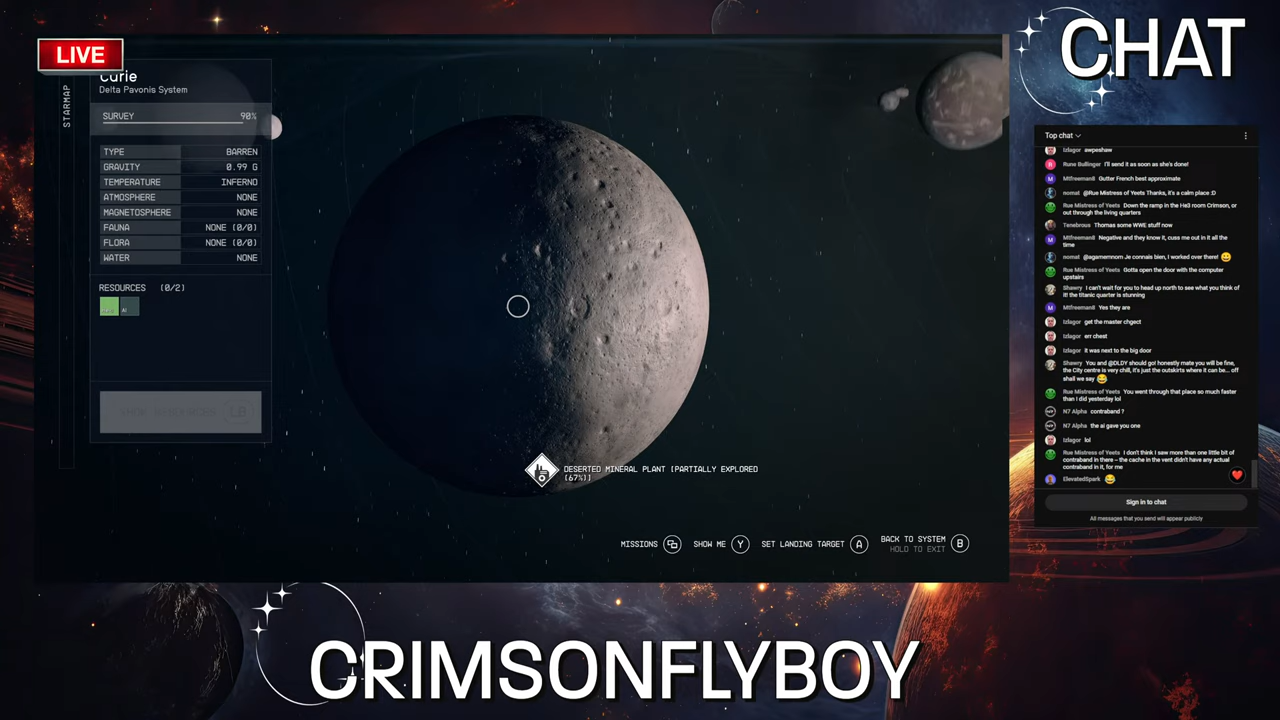 LIVE
CHAT
STARMAP
Curie
Delta Pavonis System
SURVEY 90%
TYPE BARREN
GRAVITY 0.99 G
TEMPERATURE INFERNO
ATMOSPHERE NONE
MAGNETOSPHERE NONE
FAUNA NONE (0/0)
FLORA NONE (0/0)
WATER NONE
RESOURCES (0/2)
Al
LB
DESERTED MINERAL PLANT [PARTIALLY EXPLORED
(67%)]
MISSIONS
SHOW ME Y
SET LANDING TARGET A
BACK TO SYSTEM B
HOLD TO EXIT
Top chat
Izlagor awpeshaw
Rune Bullinger I'll send it as soon as she's done!
Mtfreeman8 Gutter French best approximate
nomat @Rue Mistress of Yeets Thanks, it's a calm place :D
Rue Mistress of Yeets Down the ramp in the He3 room Crimson, or
out through the living quarters
Tenebrous Thomas some WWE stuff now
Mtfreeman8 Negative and they know it, cuss me out in it all the
time
nomat @agamemnom Je connais bien, I worked over there!
Rue Mistress of Yeets Gotta open the door with the computer
upstairs
Shawry I can't wait for you to head up north to see what you think of
it! the titanic quarter is stunning
Mtfreeman8 Yes they are
Izlagor get the master chgect
Izlagor err chest
Izlagor it was next to the big door
Shawry You and @DLDY should go! honestly mate you will be fine,
the City centre is very chill, it's just the outskirts where it can be... off
shall we say
Rue Mistress of Yeets You went through that place so much faster
than I did yesterday lol
N7 Alpha contraband ?
N7 Alpha the ai gave you one
Izlagor lol
Rue Mistress of Yeets I don't think I saw more than one little bit of
contraband in there – the cache in the vent didn't have any actual
contraband in it, for me
ElevatedSpark
Sign in to chat
All messages that you send will appear publicly
CRIMSONFLYBOY